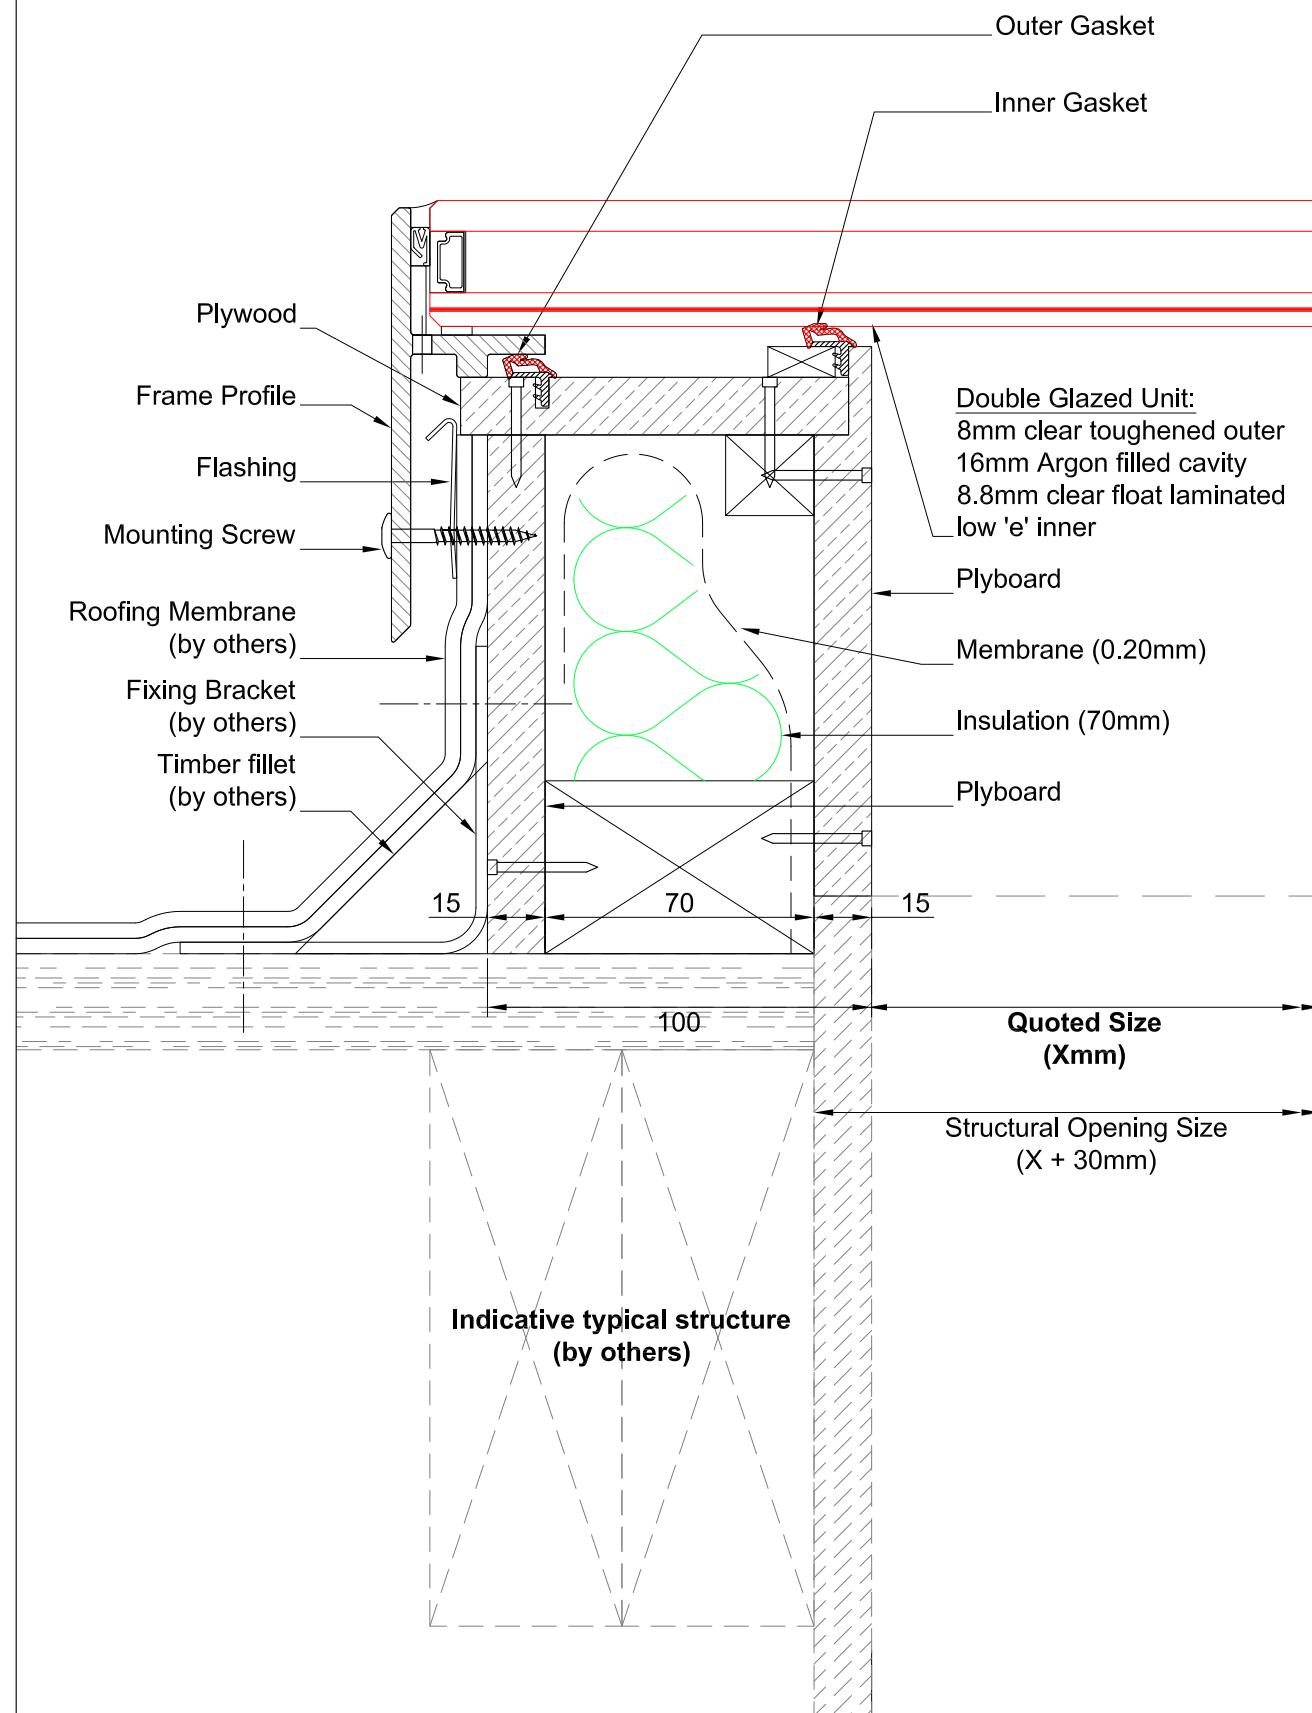 Outer Gasket
Inner Gasket
Plywood
Frame Profile
Flashing
Mounting Screw
Roofing Membrane
(by others)
Fixing Bracket
(by others)
Timber fillet
(by others)
Double Glazed Unit:
8mm clear toughened outer
16mm Argon filled cavity
8.8mm clear float laminated
low 'e' inner
Plyboard
Membrane (0.20mm)
Insulation (70mm)
Plyboard
15
70
15
100
Quoted Size
(Xmm)
Structural Opening Size
(X + 30mm)
Indicative typical structure
(by others)